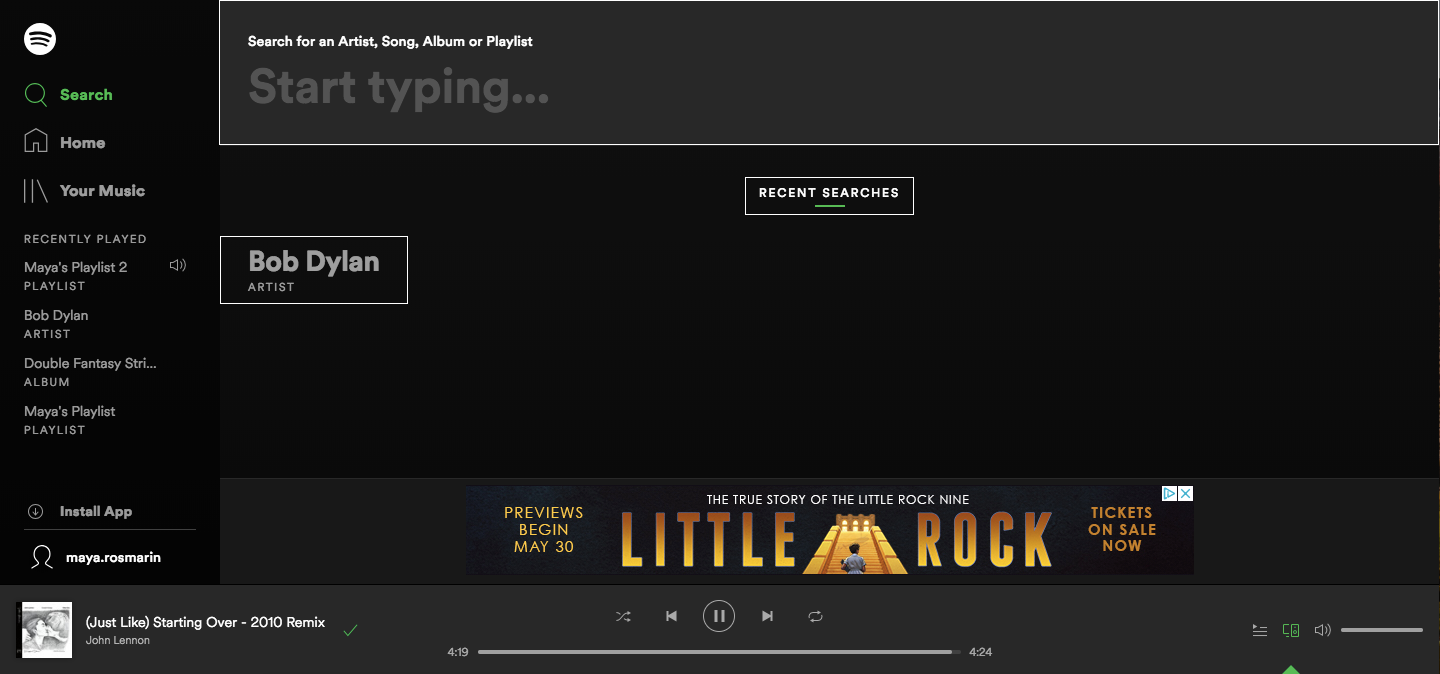 Search for an Artist, Song, Album or Playlist
Start typing...
Search
Home
Your Music
RECENTLY PLAYED
Maya's Playlist 2
PLAYLIST
Bob Dylan
ARTIST
Double Fantasy Stri...
ALBUM
Maya's Playlist
PLAYLIST
Install App
maya.rosmarin
RECENT SEARCHES
Bob Dylan
ARTIST
PREVIEWS
BEGIN
MAY 30
THE TRUE STORY OF THE LITTLE ROCK NINE
LITTLE ROCK
TICKETS
ON SALE
NOW
(Just Like) Starting Over - 2010 Remix
John Lennon
4:19
4:24